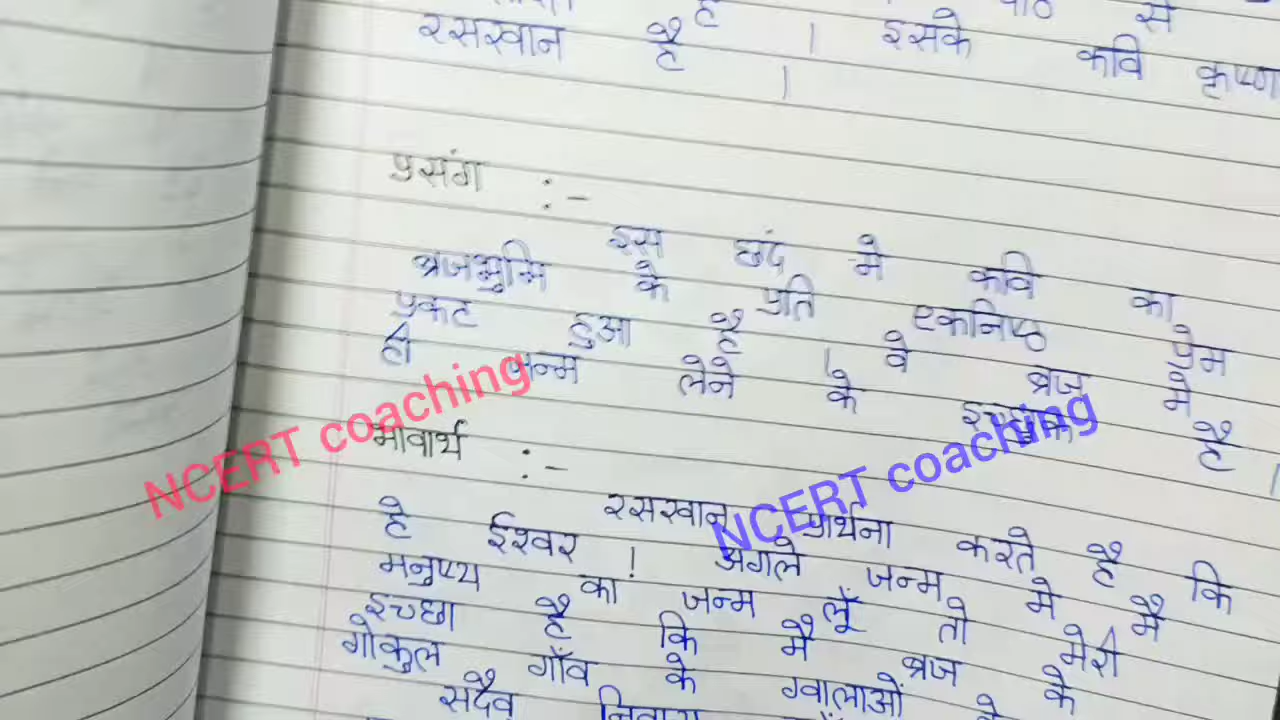 पाठ से
रसखान है । इसके कवि कृष्ण
।
प्रसंग :-
इस छंद मे कवि का
ब्रजभुमि के प्रति एकनिष्ठ प्रेम
प्रकट हुआ है । वे ब्रज मे
ही जन्म लेने के इच्छुक है ।
NCERT coaching
NCERT coaching
भावार्थ :-
रसखान प्रार्थना करते है कि
हे ईश्वर ! अगले जन्म मे मै
मनुष्य का जन्म लूँ तो मेरी
इच्छा है कि मै ब्रज के
गोकुल गाँव के ग्वालाओं
सदैव